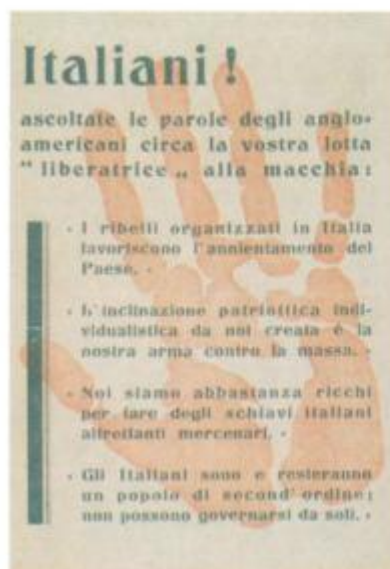 Italiani !
ascoltate le parole degli anglo-
americani circa la vostra lotta
" liberatrice „ alla macchia:
- I ribelli organizzati in Italia
favoriscono l'annientamento del
Paese. -
- L'inclinazione patriottica indi-
vidualistica da noi creata é la
nostra arma contro la massa. -
- Noi siamo abbastanza ricchi
per fare degli schiavi italiani
altrettanti mercenari. -
- Gli Italiani sono e resteranno
un popolo di second'ordine;
non possono governarsi da soli. -